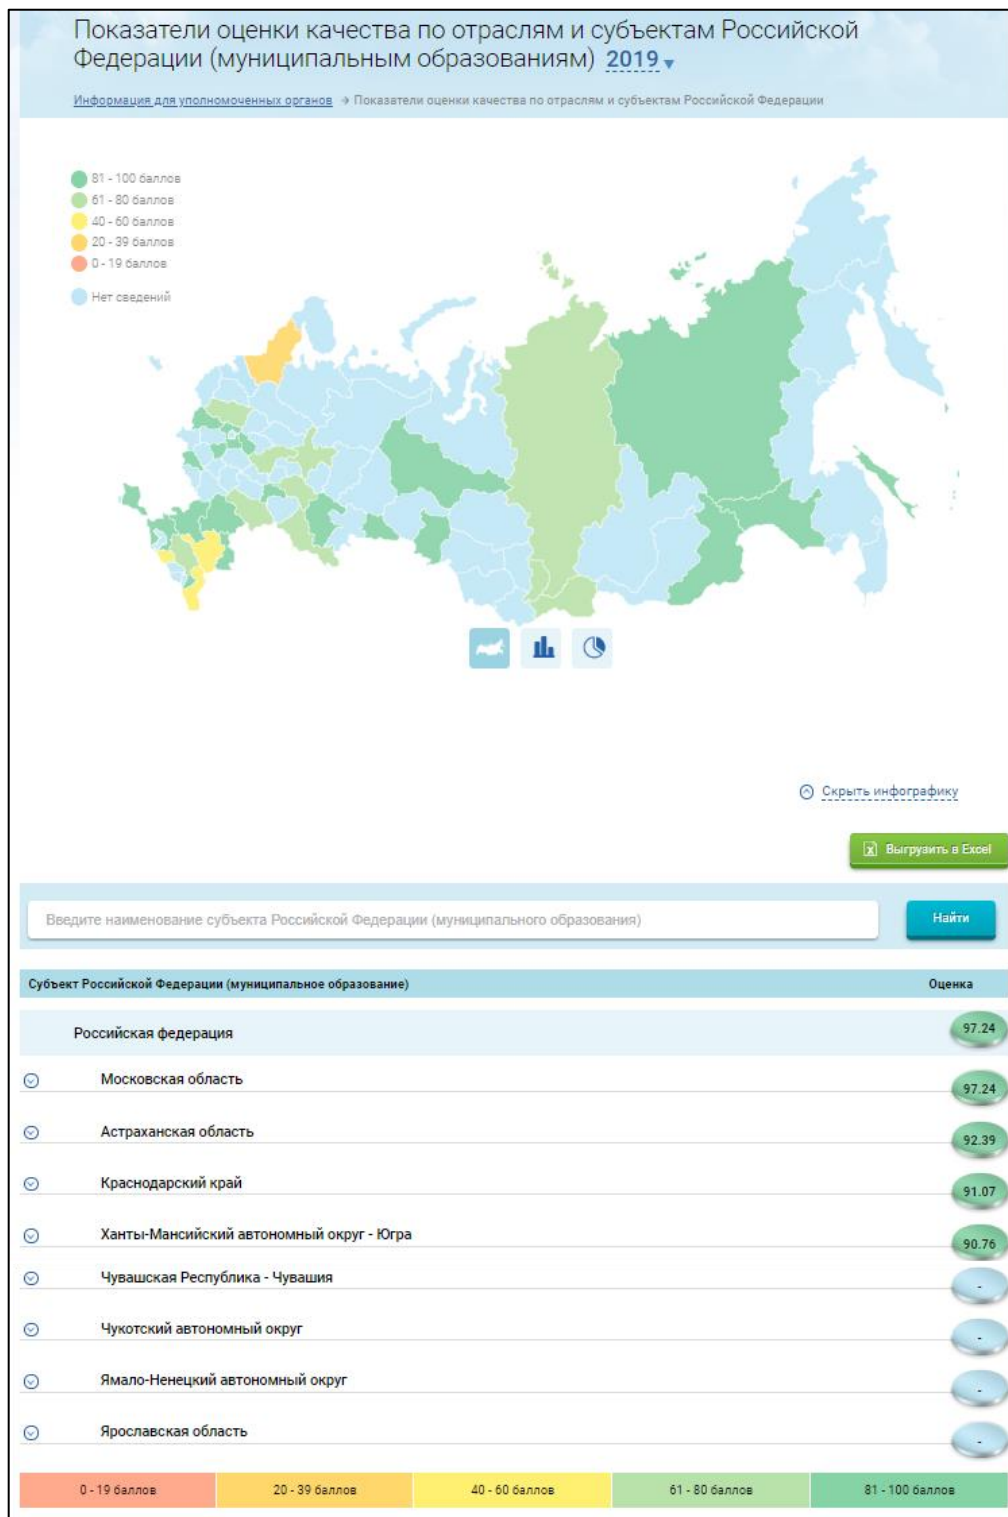 Показатели оценки качества по отраслям и субъектам Российской
Федерации (муниципальным образованиям) 2019
Информация для уполномоченных органов → Показатели оценки качества по отраслям и субъектам Российской Федерации
81 - 100 баллов
61 - 80 баллов
40 - 60 баллов
20 - 39 баллов
0 - 19 баллов
Нет сведений
Скрыть инфографику
Выгрузить в Excel
Введите наименование субъекта Российской Федерации (муниципального образования)
Найти
Субъект Российской Федерации (муниципальное образование) Оценка
Российская федерация 97.24
Московская область 97.24
Астраханская область 92.39
Краснодарский край 91.07
Ханты-Мансийский автономный округ - Югра 90.76
Чувашская Республика - Чувашия -
Чукотский автономный округ -
Ямало-Ненецкий автономный округ -
Ярославская область -
0 - 19 баллов 20 - 39 баллов 40 - 60 баллов 61 - 80 баллов 81 - 100 баллов